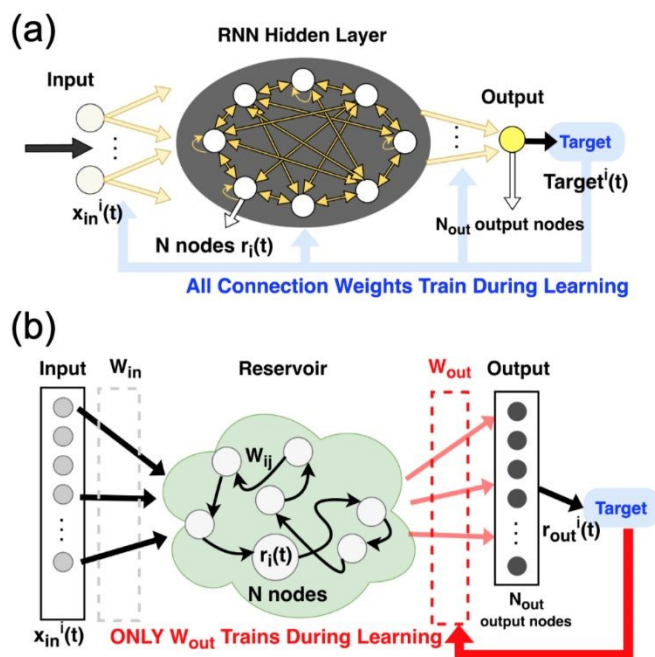 (a)
RNN Hidden Layer
Input
Output
Target
x_in^i(t)
Target^i(t)
N nodes r_i(t)
N_out output nodes
All Connection Weights Train During Learning
(b)
Input
W_in
Reservoir
W_out
Output
W_ij
r_i(t)
N nodes
r_out^i(t)
Target
x_in^i(t)
N_out
output nodes
ONLY W_out Trains During Learning